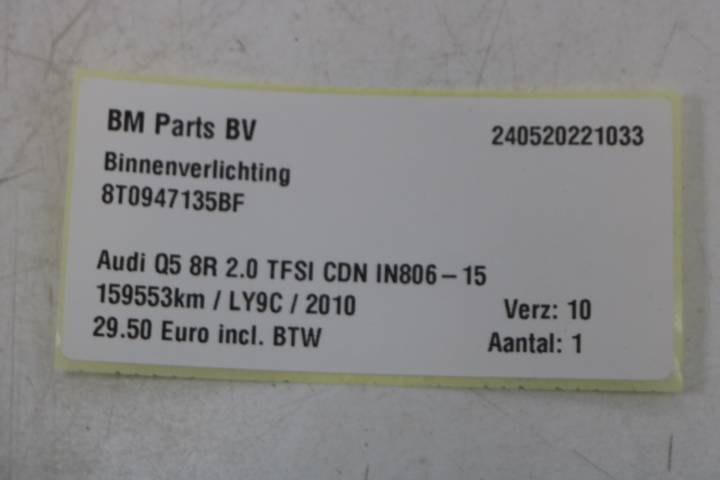 BM Parts BV
240520221033
Binnenverlichting
8T0947135BF
Audi Q5 8R 2.0 TFSI CDN IN806-15
159553km / LY9C / 2010
Verz: 10
29.50 Euro incl. BTW
Aantal: 1